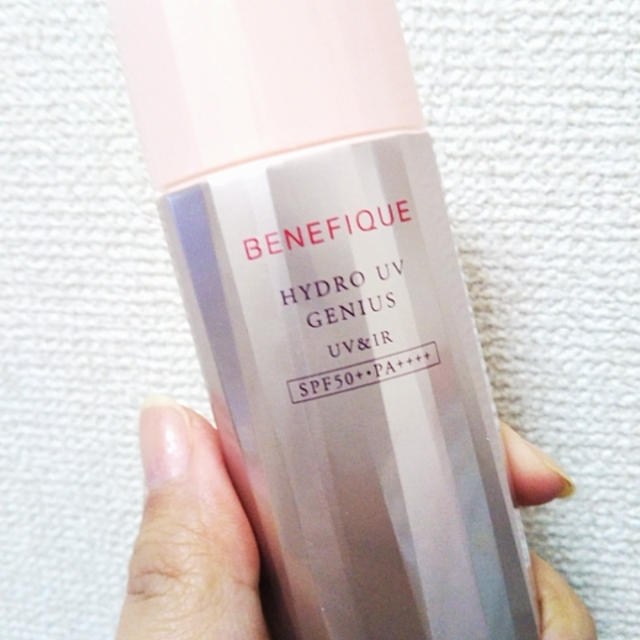 BENEFIQUE
HYDRO UV
GENIUS
UV&IR
SPF50+・PA++++